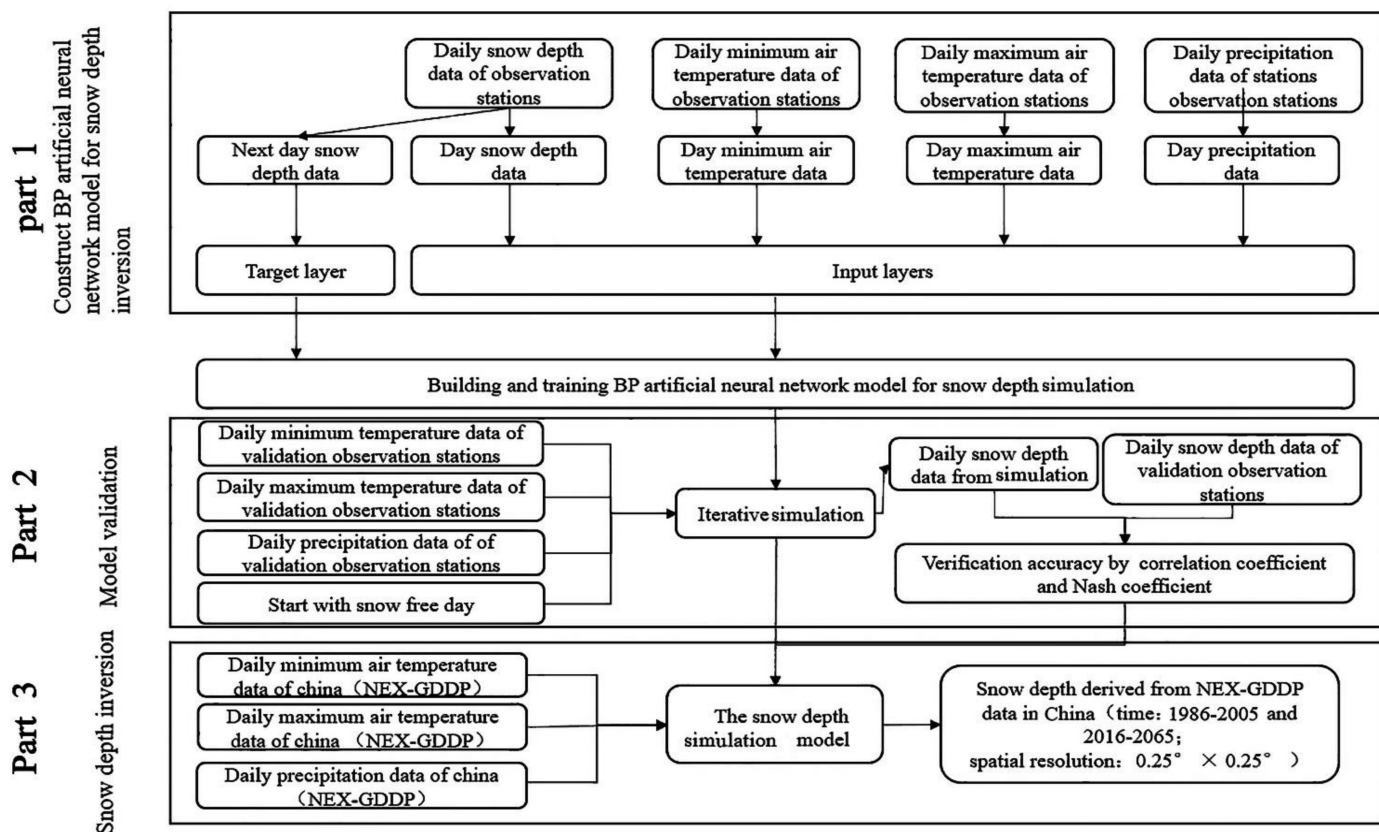 part 1
Construct BP artificial neural
network model for snow depth
inversion
Daily snow depth
data of observation
stations
Daily minimum air
temperature data of
observation stations
Daily maximum air
temperature data of
observation stations
Daily precipitation
data of stations
observation stations
Next day snow
depth data
Day snow depth
data
Day minimum air
temperature data
Day maximum air
temperature data
Day precipitation
data
Target layer
Input layers
Building and training BP artificial neural network model for snow depth simulation
Part 2
Model validation
Daily minimum temperature data of
validation observation stations
Daily maximum temperature data of
validation observation stations
Daily precipitation data of of
validation observation stations
Start with snow free day
Iterative simulation
Daily snow depth
data from simulation
Daily snow depth data of
validation observation
stations
Verification accuracy by correlation coefficient
and Nash coefficient
Part 3
Snow depth inversion
Daily minimum air temperature
data of china（NEX-GDDP）
Daily maximum air temperature
data of china （NEX-GDDP）
Daily precipitation data of china
（NEX-GDDP）
The snow depth
simulation model
Snow depth derived from NEX-GDDP
data in China（time: 1986-2005 and
2016-2065;
spatial resolution: 0.25° × 0.25° ）